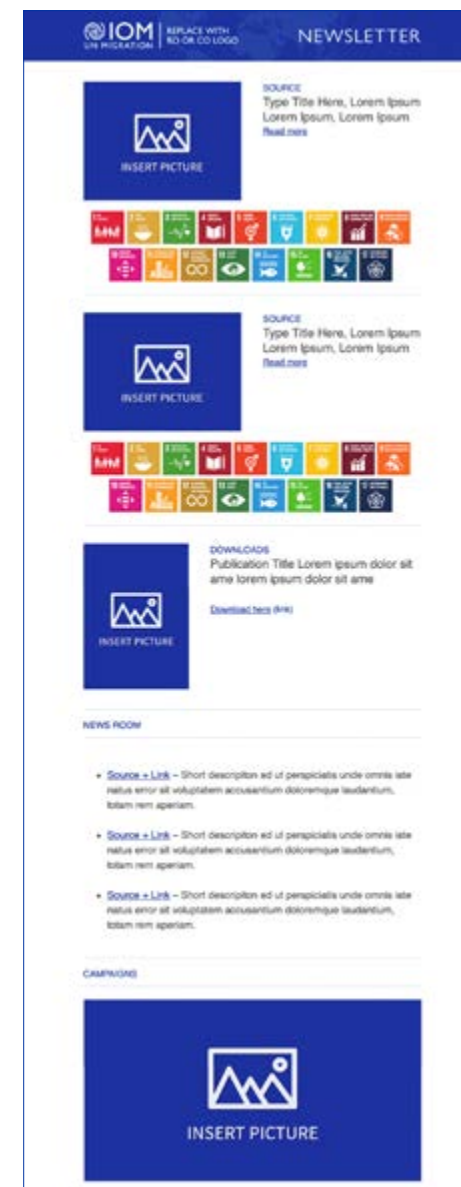 IOM
UN MIGRATION
REPLACE WITH
RO OR CO LOGO
NEWSLETTER
INSERT PICTURE
SOURCE
Type Title Here, Lorem Ipsum
Lorem Ipsum, Lorem Ipsum
Read more
INSERT PICTURE
SOURCE
Type Title Here, Lorem Ipsum
Lorem Ipsum, Lorem Ipsum
Read more
INSERT PICTURE
DOWNLOADS
Publication Title Lorem ipsum dolor sit
ame lorem ipsum dolor sit ame
Download here (link)
NEWS ROOM
• Source + Link – Short description ed ut perspiciatis unde omnis iste
natus error sit voluptatem accusantium doloremque laudantium,
totam rem aperiam.
• Source + Link – Short description ed ut perspiciatis unde omnis iste
natus error sit voluptatem accusantium doloremque laudantium,
totam rem aperiam.
• Source + Link – Short description ed ut perspiciatis unde omnis iste
natus error sit voluptatem accusantium doloremque laudantium,
totam rem aperiam.
CAMPAIGNS
INSERT PICTURE